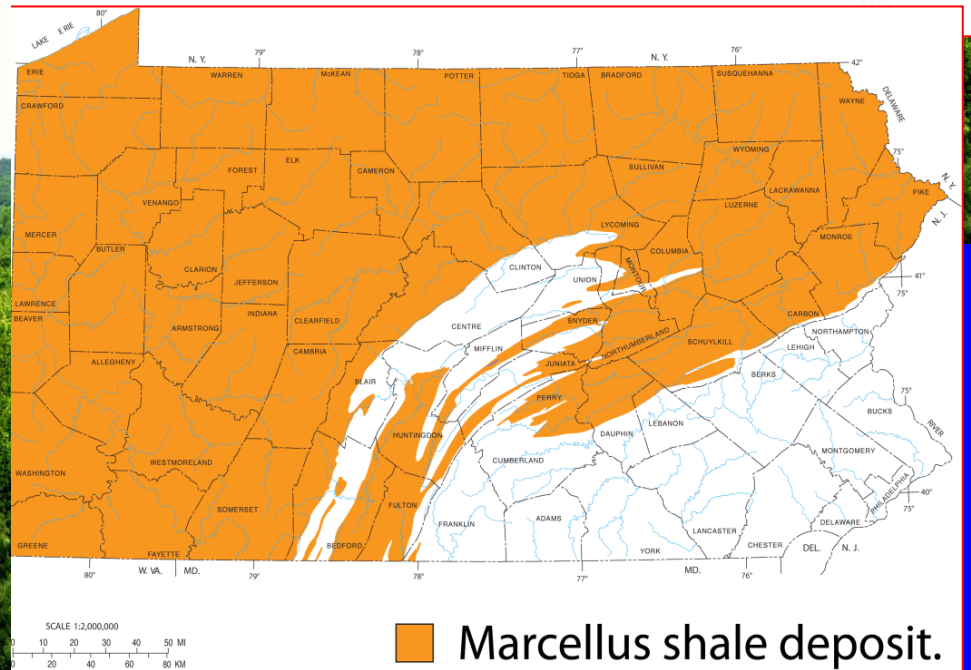 80°
LAKE ERIE
79°
N. Y.
78°
77°
N. Y.
76°
42°
ERIE
WARREN
McKEAN
POTTER
TIOGA
BRADFORD
SUSQUEHANNA
CRAWFORD
WAYNE
DELAWARE
75°
WYOMING
ELK
FOREST
CAMERON
SULLIVAN
LACKAWANNA
PIKE
N. Y.
N. J.
VENANGO
LUZERNE
MERCER
LYCOMING
MONROE
BUTLER
COLUMBIA
CLINTON
MONTOUR
CLARION
UNION
41°
75°
JEFFERSON
LAWRENCE
BEAVER
INDIANA
CLEARFIELD
SNYDER
CARBON
ARMSTRONG
CENTRE
NORTHUMBERLAND
NORTHAMPTON
SCHUYLKILL
LEHIGH
MIFFLIN
CAMBRIA
ALLEGHENY
JUNIATA
BERKS
BLAIR
75°
PERRY
BUCKS
LEBANON
RIVER
HUNTINGDON
DAUPHIN
MONTGOMERY
CUMBERLAND
WESTMORELAND
WASHINGTON
PHILADELPHIA
40°
75°
FULTON
SOMERSET
FRANKLIN
ADAMS
DELAWARE
LANCASTER
CHESTER
DEL.
N. J.
GREENE
FAYETTE
BEDFORD
YORK
80°
W. VA.
MD.
79°
78°
77°
MD.
76°
SCALE 1:2,000,000
0 10 20 30 40 50 MI
0 20 40 60 80 KM
Marcellus shale deposit.